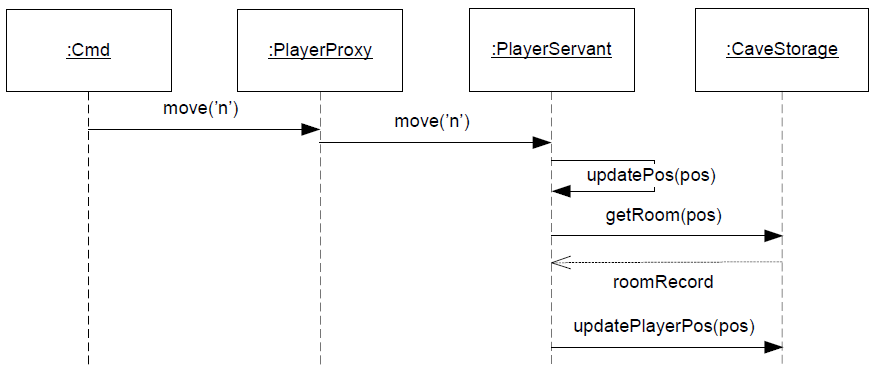 :Cmd
:PlayerProxy
:PlayerServant
:CaveStorage
move(’n’)
move(’n’)
updatePos(pos)
getRoom(pos)
roomRecord
updatePlayerPos(pos)